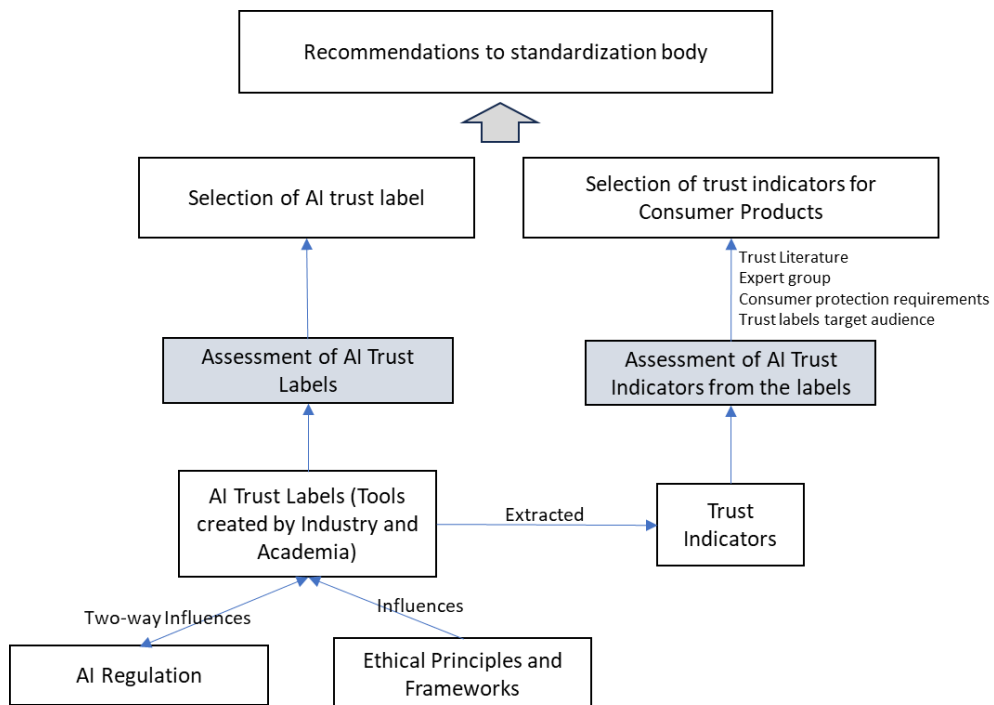 Recommendations to standardization body
Selection of AI trust label
Selection of trust indicators for
Consumer Products
Trust Literature
Expert group
Consumer protection requirements
Trust labels target audience
Assessment of AI Trust
Labels
Assessment of AI Trust
Indicators from the labels
AI Trust Labels (Tools
created by Industry and
Academia)
Extracted
Trust
Indicators
Two-way Influences
Influences
AI Regulation
Ethical Principles and
Frameworks